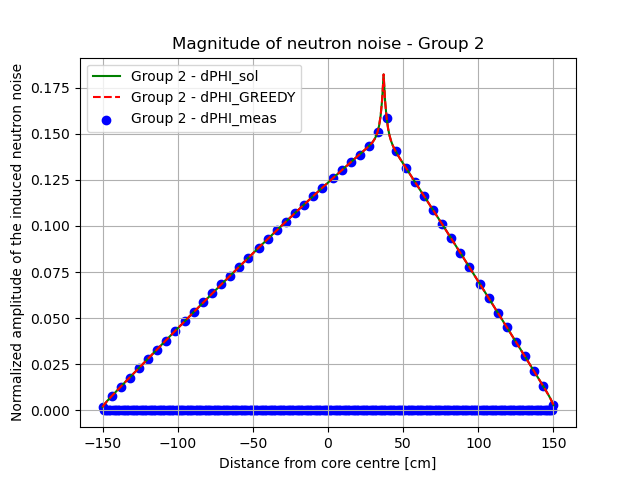 Magnitude of neutron noise - Group 2
Normalized amplitude of the induced neutron noise
0.175
0.150
0.125
0.100
0.075
0.050
0.025
0.000
Group 2 - dPHI_sol
Group 2 - dPHI_GREEDY
Group 2 - dPHI_meas
−150
−100
−50
0
50
100
150
Distance from core centre [cm]